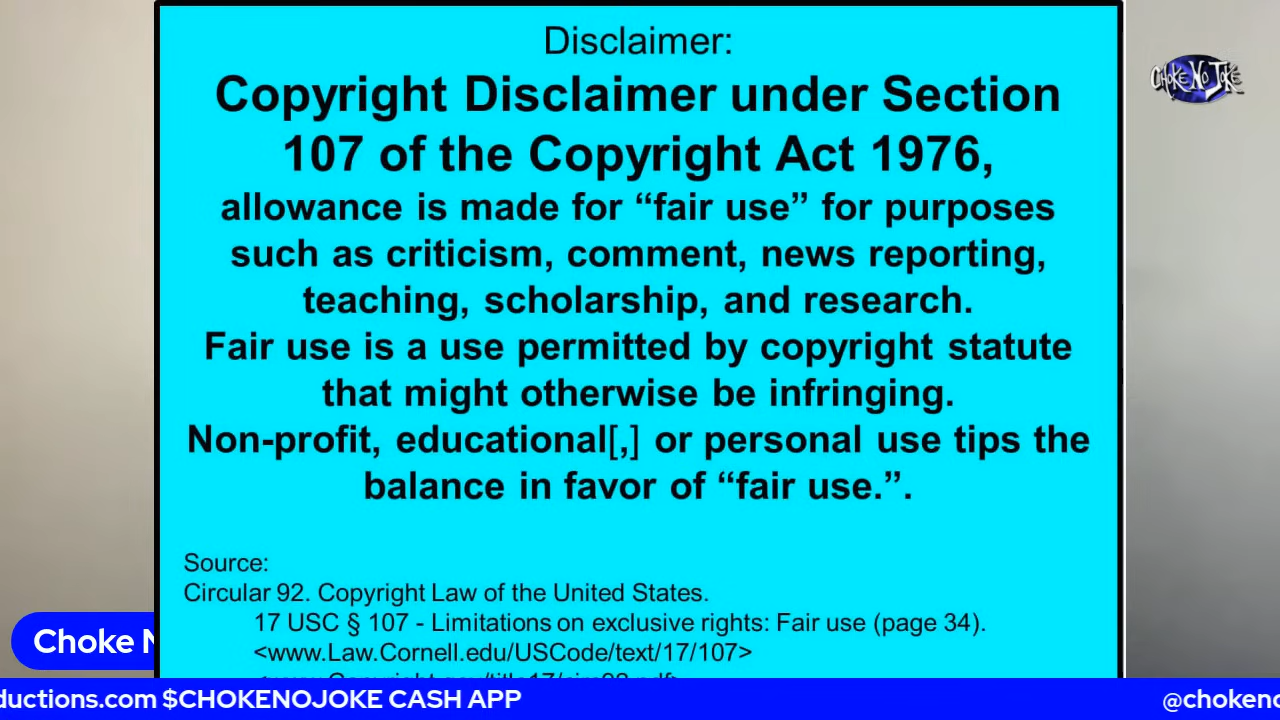 Disclaimer:
Copyright Disclaimer under Section
107 of the Copyright Act 1976,
allowance is made for “fair use” for purposes
such as criticism, comment, news reporting,
teaching, scholarship, and research.
Fair use is a use permitted by copyright statute
that might otherwise be infringing.
Non-profit, educational[,] or personal use tips the
balance in favor of “fair use.”.
CHOKE NO JOKE
Source:
Circular 92. Copyright Law of the United States.
17 USC § 107 - Limitations on exclusive rights: Fair use (page 34).
<www.Law.Cornell.edu/USCode/text/17/107>
Choke N
ductions.com $CHOKENOJOKE CASH APP
@chokeno